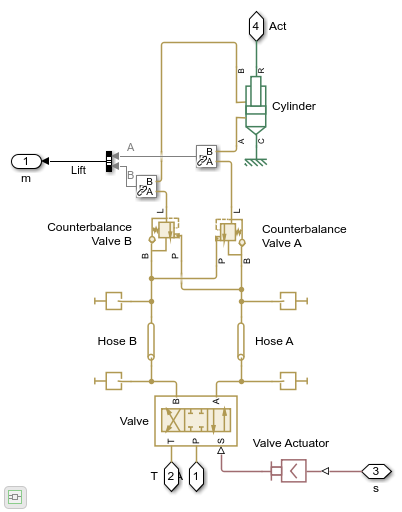 4 Act
B R
Cylinder
A C
A
B
A
1
Lift
m
B
B
A
L L
Counterbalance
Valve B
Counterbalance
Valve A
B P P B
Hose B
Hose A
B A
Valve
T P S
Valve Actuator
T 2 A 1
3
s